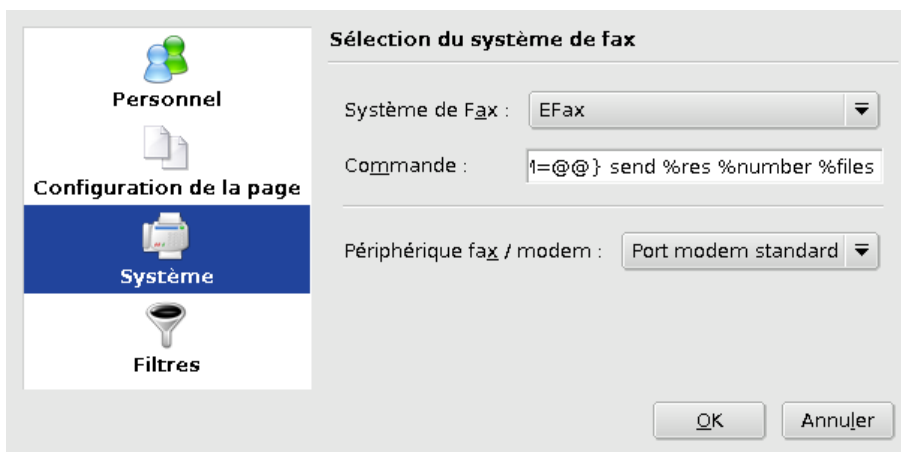 Personnel
Configuration de la page
Système
Filtres
Sélection du système de fax
Système de Fax : EFax
Commande : =@@} send %res %number %files
Périphérique fax / modem : Port modem standard
OK Annuler